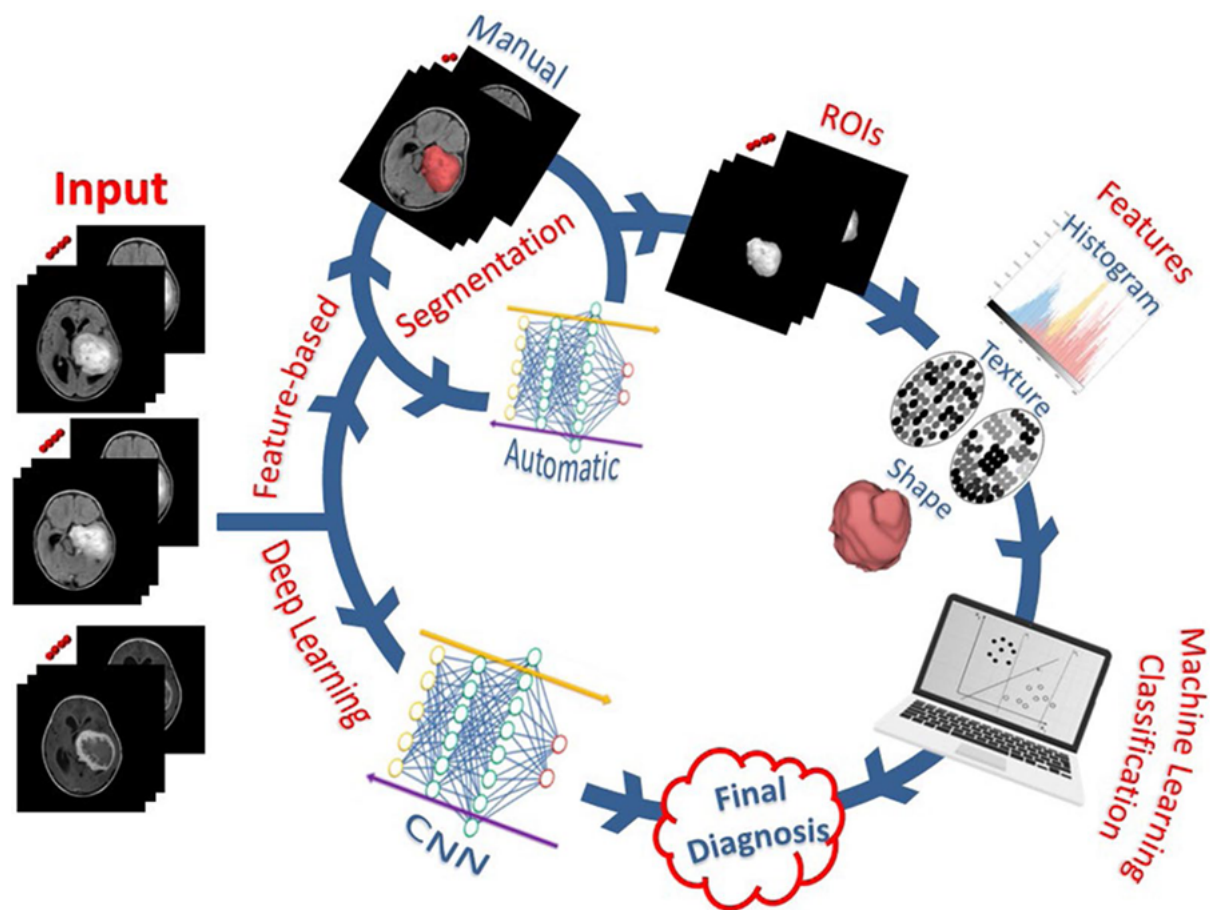 Input
Manual
Segmentation
Feature-based
Automatic
ROIs
Features
Histogram
Texture
Shape
Deep Learning
CNN
Machine Learning
Classification
Final
Diagnosis